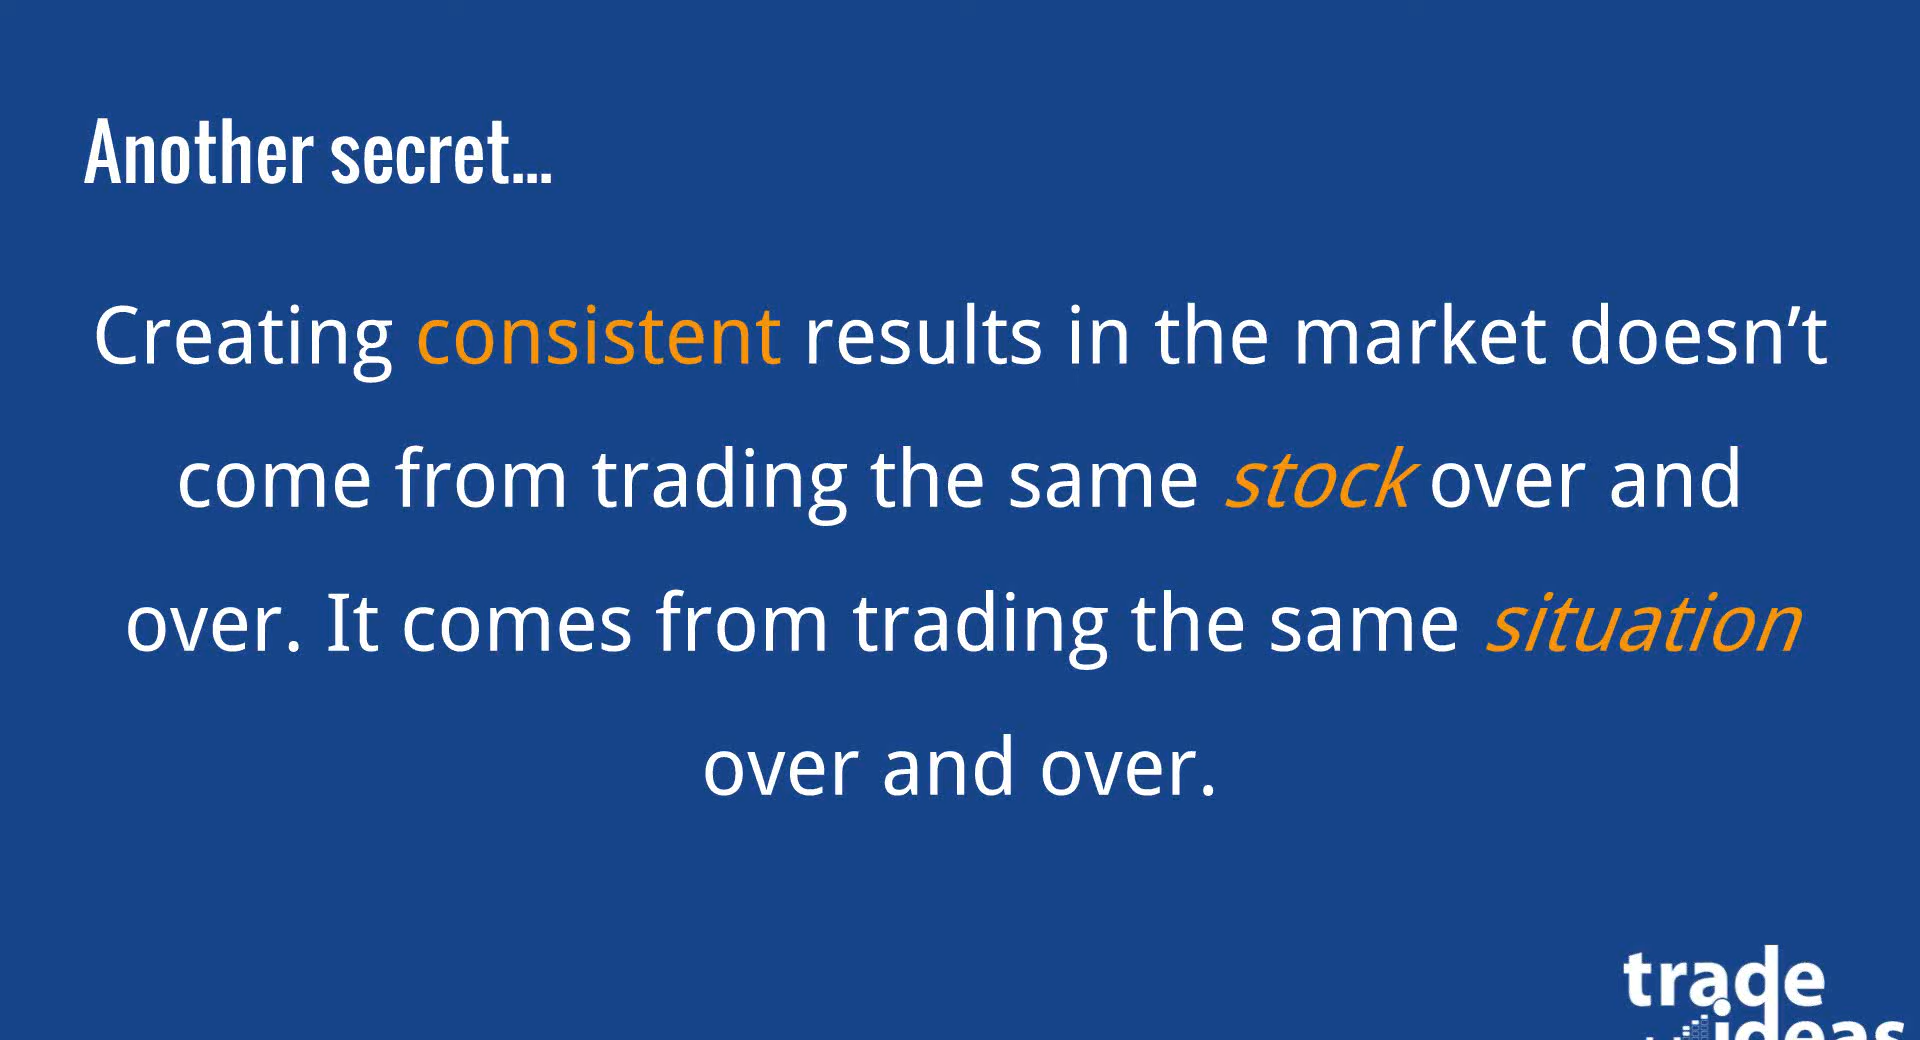 Another secret...
Creating consistent results in the market doesn’t
come from trading the same stock over and
over. It comes from trading the same situation
over and over.
trade
ideas